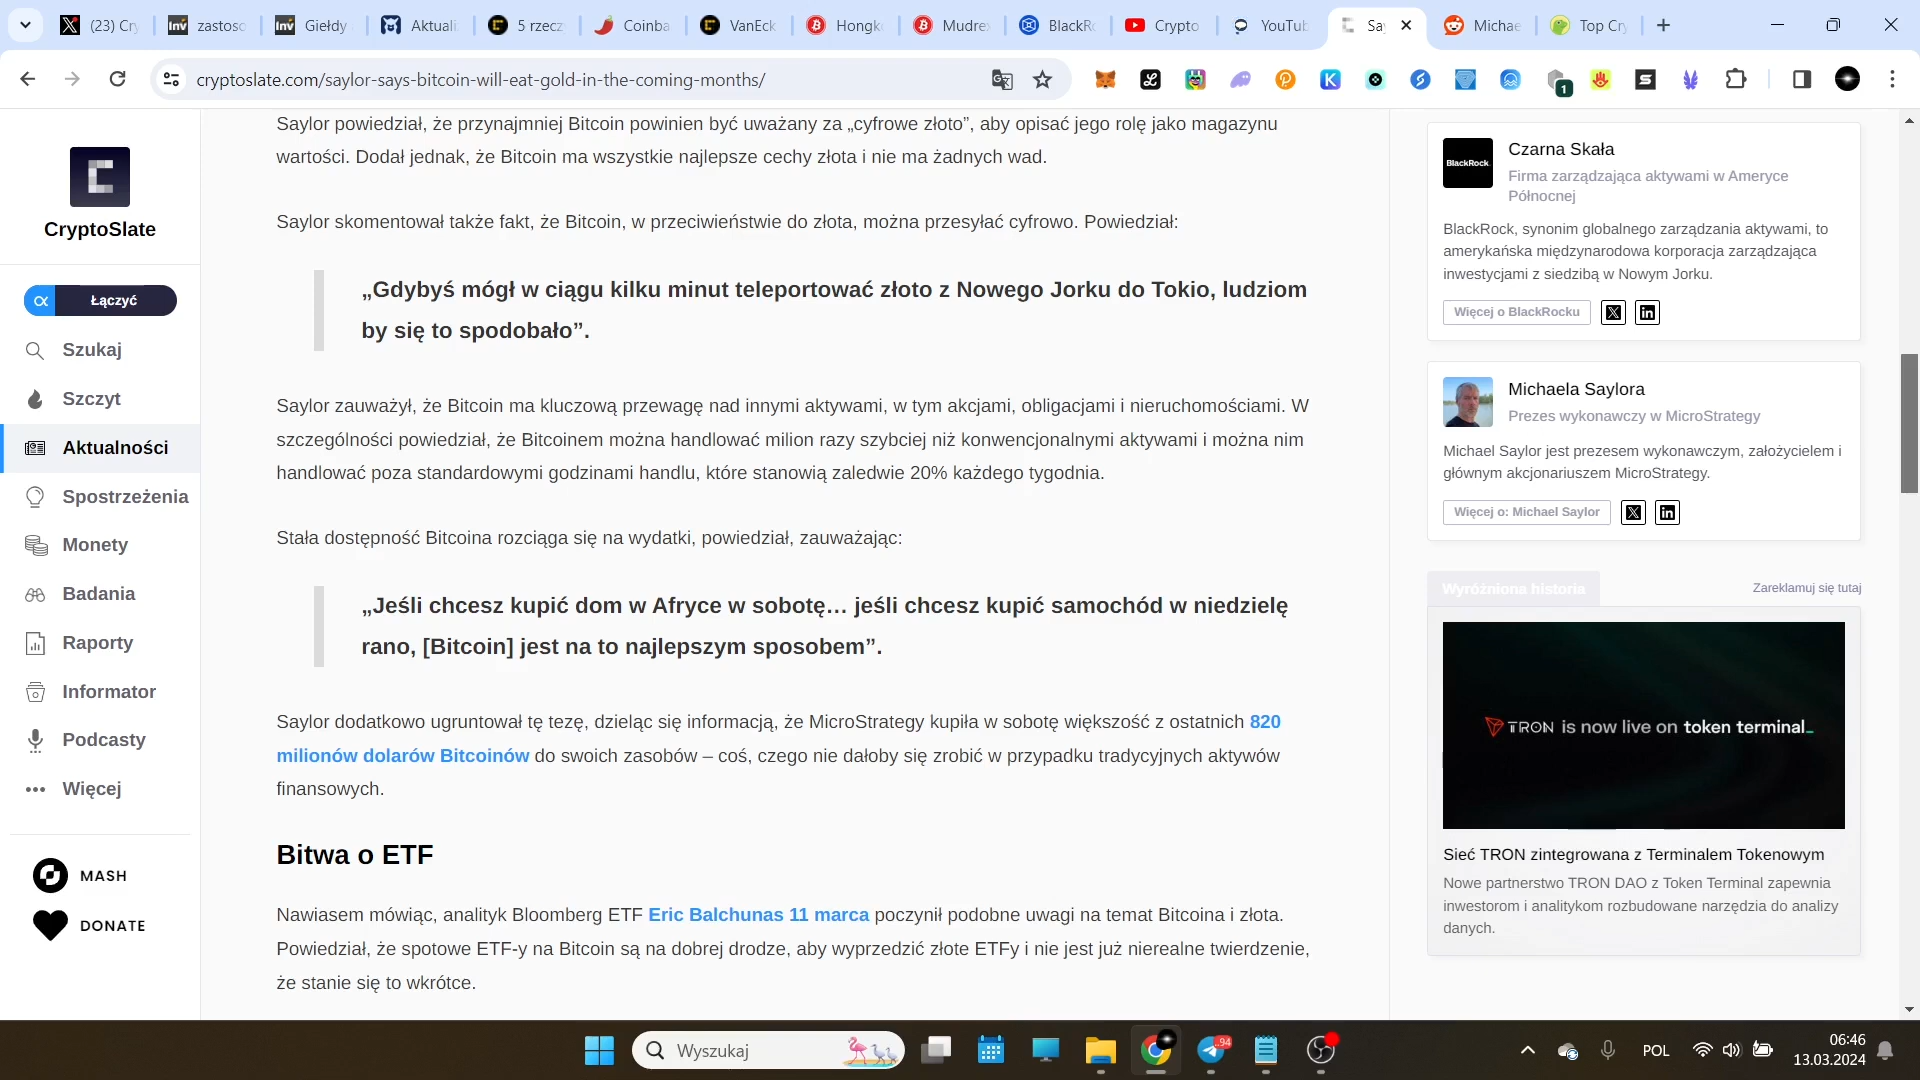 (23) Cry
zastoso
Giełdy
Aktuali
5 rzecz
Coinba
VanEck
Hongk
Mudre
BlackRo
Crypto
YouTub
Sa
Michae
Top Cry
cryptoslate.com/saylor-says-bitcoin-will-eat-gold-in-the-coming-months/
1
CryptoSlate
Łączyć
Szukaj
Szczyt
Aktualności
Spostrzeżenia
Monety
Badania
Raporty
Informator
Podcasty
Więcej
MASH
DONATE
Saylor powiedział, że przynajmniej Bitcoin powinien być uważany za „cyfrowe złoto”, aby opisać jego rolę jako magazynu
wartości. Dodał jednak, że Bitcoin ma wszystkie najlepsze cechy złota i nie ma żadnych wad.
Saylor skomentował także fakt, że Bitcoin, w przeciwieństwie do złota, można przesyłać cyfrowo. Powiedział:
„Gdybyś mógł w ciągu kilku minut teleportować złoto z Nowego Jorku do Tokio, ludziom
by się to spodobało”.
Saylor zauważył, że Bitcoin ma kluczową przewagę nad innymi aktywami, w tym akcjami, obligacjami i nieruchomościami. W
szczególności powiedział, że Bitcoinem można handlować milion razy szybciej niż konwencjonalnymi aktywami i można nim
handlować poza standardowymi godzinami handlu, które stanowią zaledwie 20% każdego tygodnia.
Stała dostępność Bitcoina rozciąga się na wydatki, powiedział, zauważając:
„Jeśli chcesz kupić dom w Afryce w sobotę… jeśli chcesz kupić samochód w niedzielę
rano, [Bitcoin] jest na to najlepszym sposobem”.
Saylor dodatkowo ugruntował tę tezę, dzieląc się informacją, że MicroStrategy kupiła w sobotę większość z ostatnich 820
milionów dolarów Bitcoinów do swoich zasobów – coś, czego nie dałoby się zrobić w przypadku tradycyjnych aktywów
finansowych.
Bitwa o ETF
Nawiasem mówiąc, analityk Bloomberg ETF Eric Balchunas 11 marca poczynił podobne uwagi na temat Bitcoina i złota.
Powiedział, że spotowe ETF-y na Bitcoin są na dobrej drodze, aby wyprzedzić złote ETFy i nie jest już nierealne twierdzenie,
że stanie się to wkrótce.
BlackRock.
Czarna Skała
Firma zarządzająca aktywami w Ameryce
Północnej
BlackRock, synonim globalnego zarządzania aktywami, to
amerykańska międzynarodowa korporacja zarządzająca
inwestycjami z siedzibą w Nowym Jorku.
Więcej o BlackRocku
Michaela Saylora
Prezes wykonawczy w MicroStrategy
Michael Saylor jest prezesem wykonawczym, założycielem i
głównym akcjonariuszem MicroStrategy.
Więcej o: Michael Saylor
Wyróżniona historia
Zareklamuj się tutaj
TRON is now live on token terminal_
Sieć TRON zintegrowana z Terminalem Tokenowym
Nowe partnerstwo TRON DAO z Token Terminal zapewnia
inwestorom i analitykom rozbudowane narzędzia do analizy
danych.
Wyszukaj
94
POL
06:46
13.03.2024